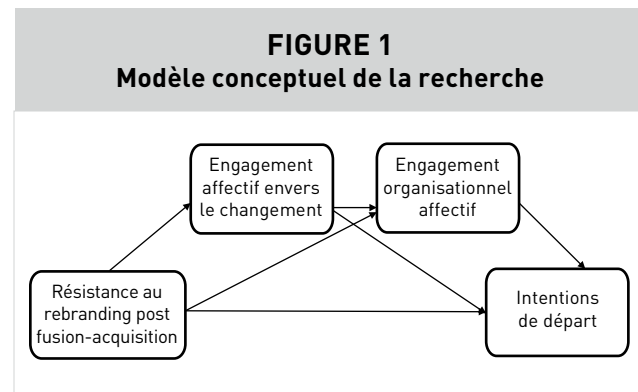 FIGURE 1
Modèle conceptuel de la recherche
Engagement
affectif envers
le changement
Engagement
organisationnel
affectif
Résistance au
rebranding post
fusion-acquisition
Intentions
de départ